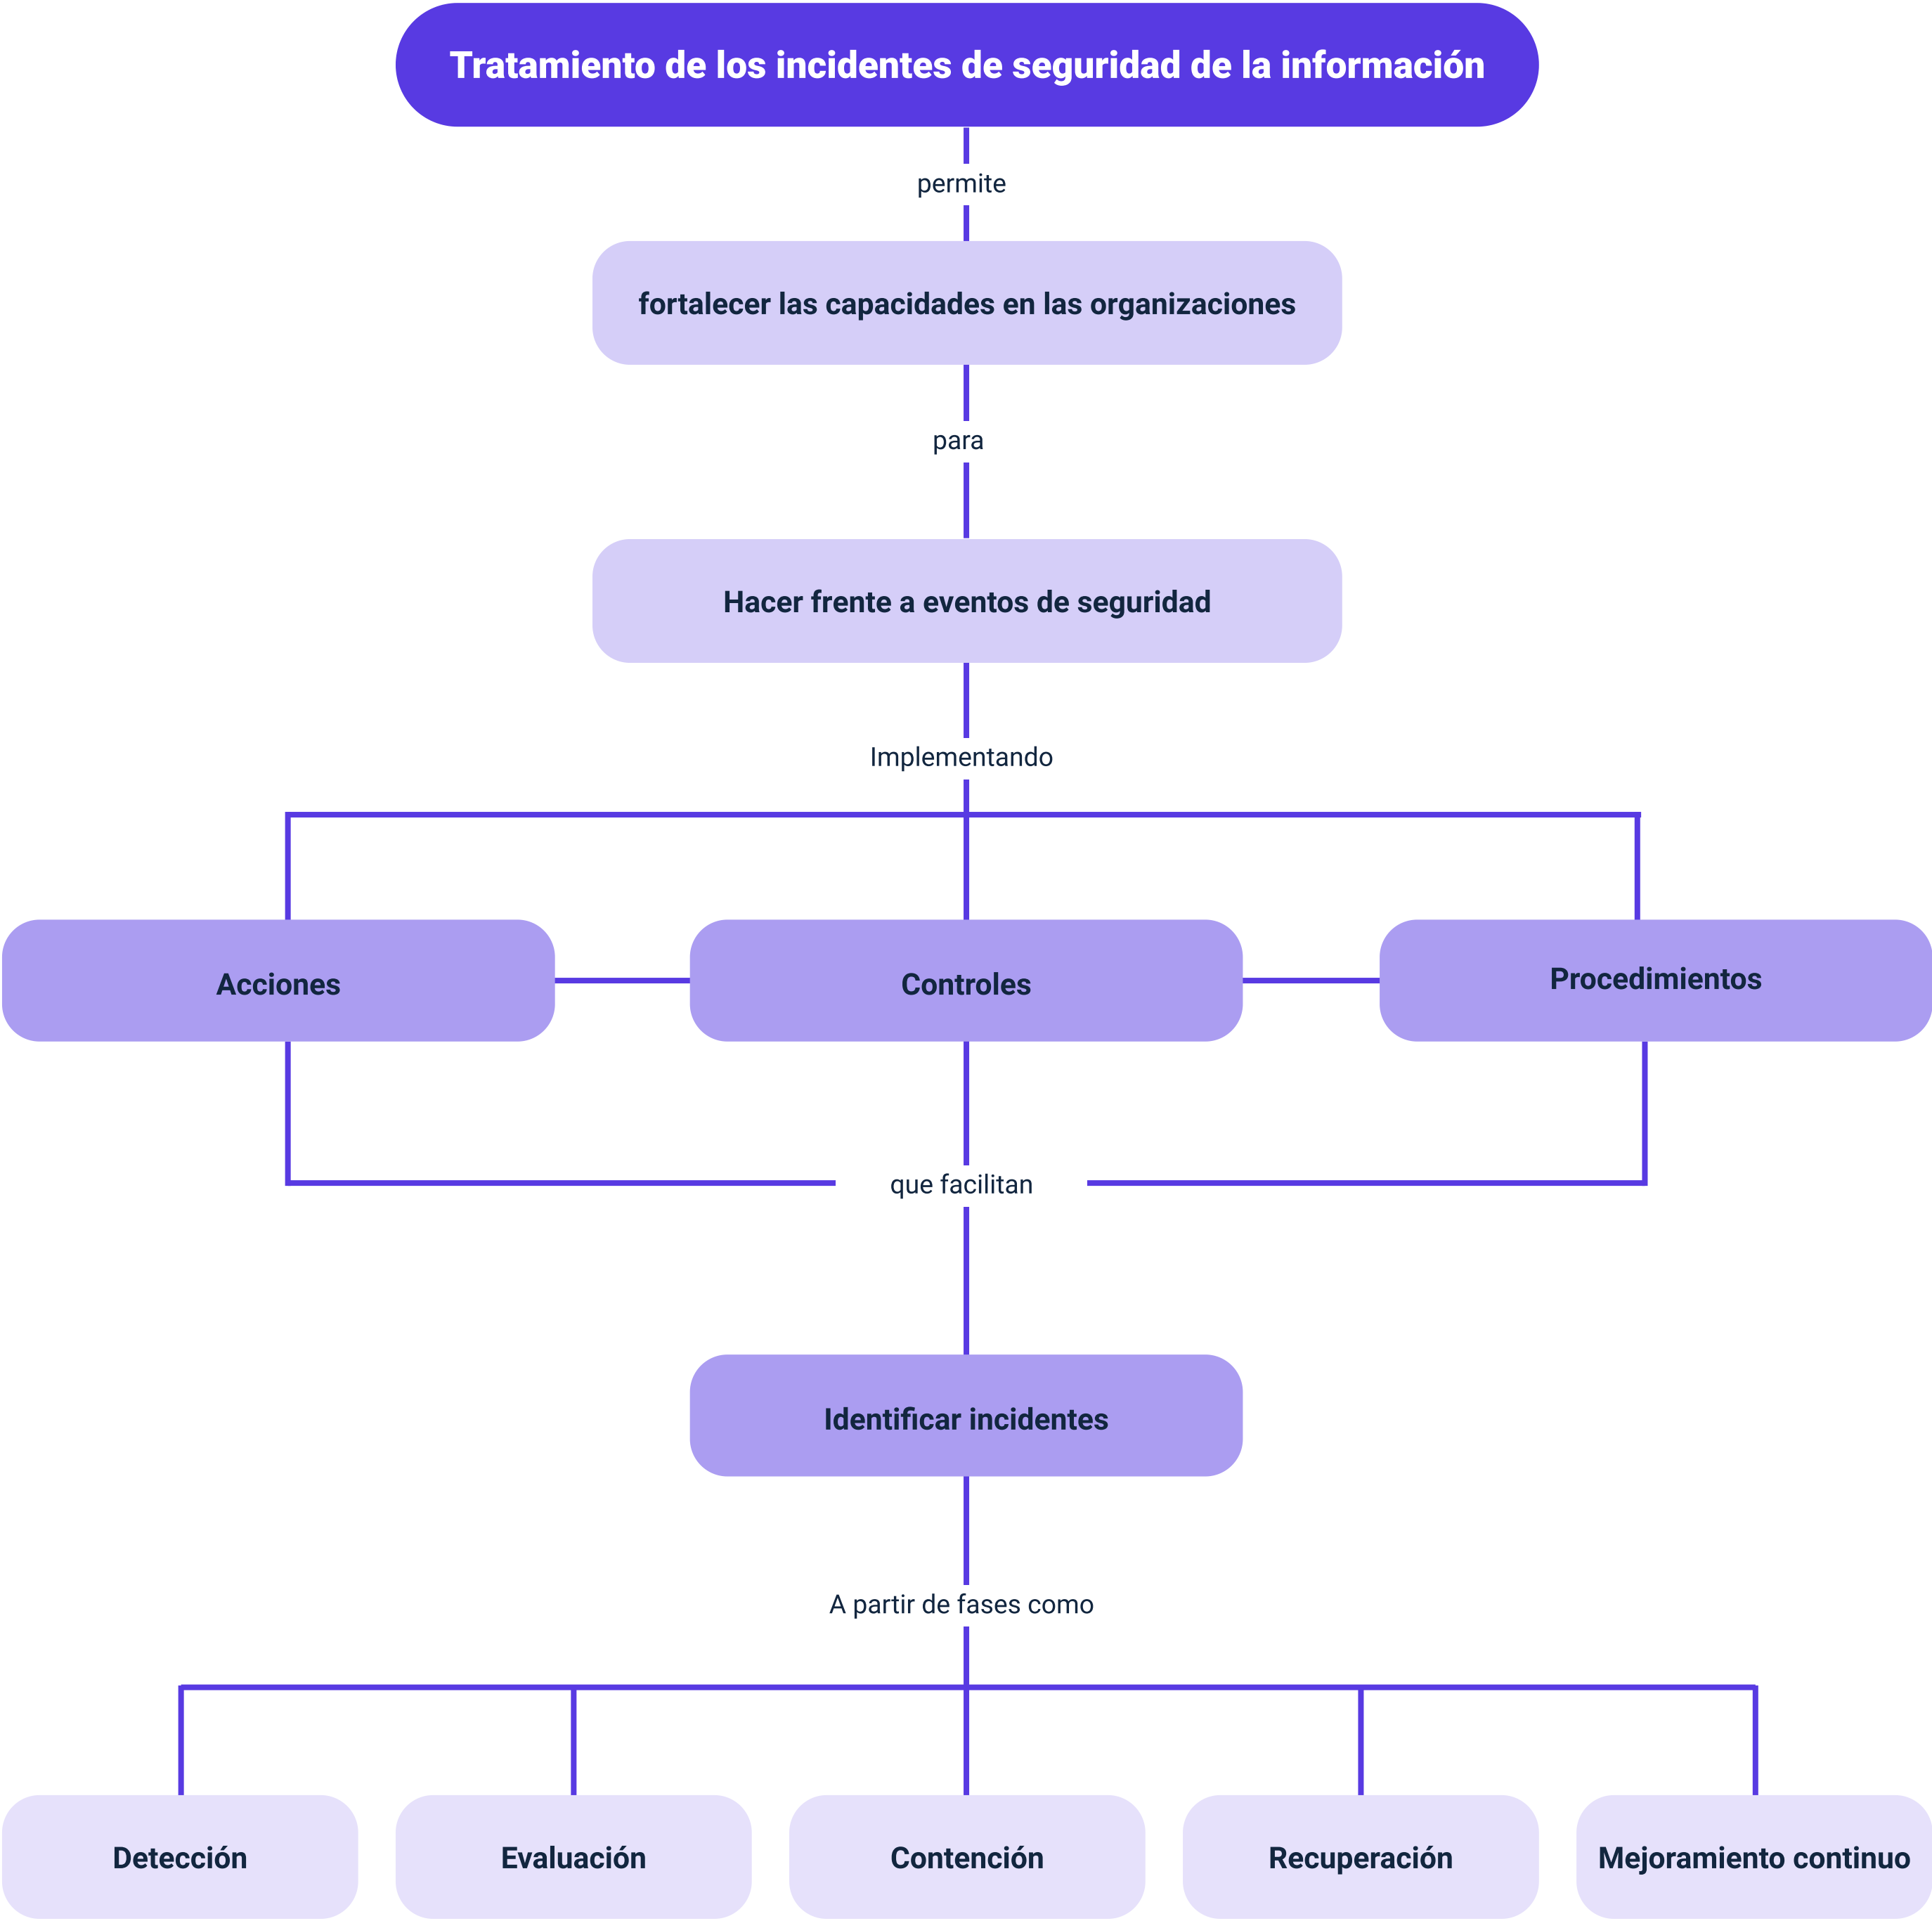 Tratamiento de los incidentes de seguridad de la información
permite
fortalecer las capacidades en las organizaciones
para
Hacer frente a eventos de seguridad
Implementando
Acciones
Controles
Procedimientos
que facilitan
Identificar incidentes
A partir de fases como
Detección
Evaluación
Contención
Recuperación
Mejoramiento continuo